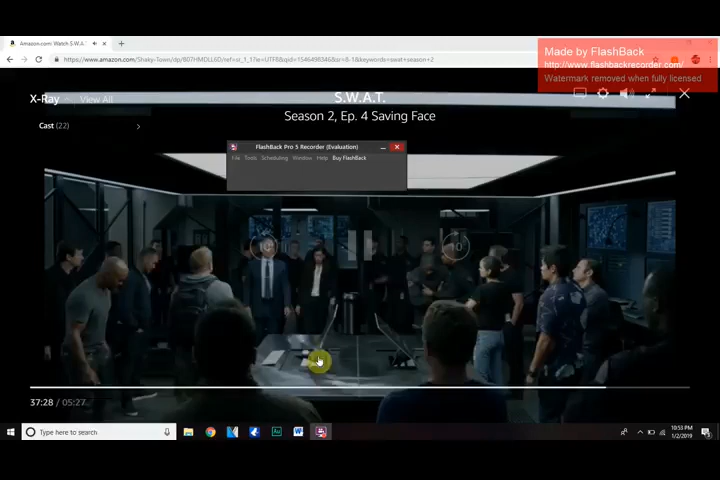 Amazon.com: Watch S.W.A.T.
https://www.amazon.com/Shaky-Town/dp/B07HMDLL6D/ref=sr_1_1?ie=UTF8&qid=1546498346&sr=8-1&keywords=swat+season+2
Made by FlashBack
http://www.flashbackrecorder.com/
Watermark removed when fully licensed
X-Ray View All
S.W.A.T.
Season 2, Ep. 4 Saving Face
Cast (22)
FlashBack Pro 5 Recorder (Evaluation)
File Tools Scheduling Window Help Buy FlashBack
10
37:28 / 05:27
Type here to search
10:53 PM
1/2/2019